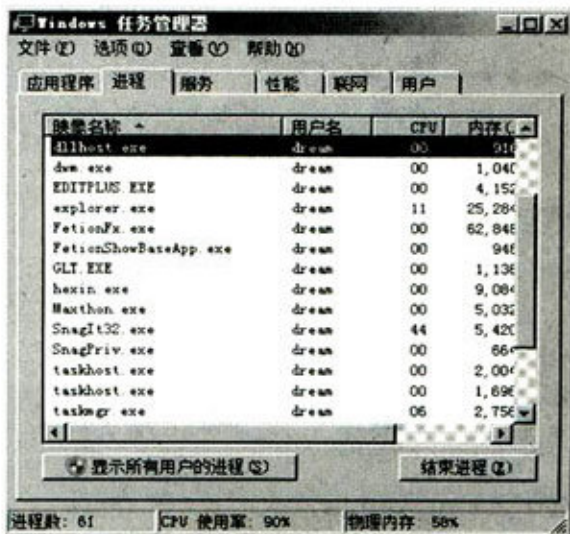 Windows 任务管理器
文件(F) 选项(O) 查看(V) 帮助(H)
应用程序 进程 服务 性能 联网 用户
映像名称 用户名 CPU 内存(
dllhost.exe dream 00 916
dwm.exe dream 00 1,040
EDITPLUS.EXE dream 00 4,152
explorer.exe dream 11 25,284
FetionFx.exe dream 00 62,848
FetionShowBaseApp.exe dream 00 948
GLT.EXE dream 00 1,136
hexin.exe dream 00 9,084
Maxthon.exe dream 00 5,032
SnagIt32.exe dream 44 5,420
SnagPriv.exe dream 00 664
taskhost.exe dream 00 2,004
taskhost.exe dream 00 1,696
taskmgr.exe dream 06 2,756
显示所有用户的进程(S) 结束进程(E)
进程数: 61 CPU 使用率: 90% 物理内存: 58%